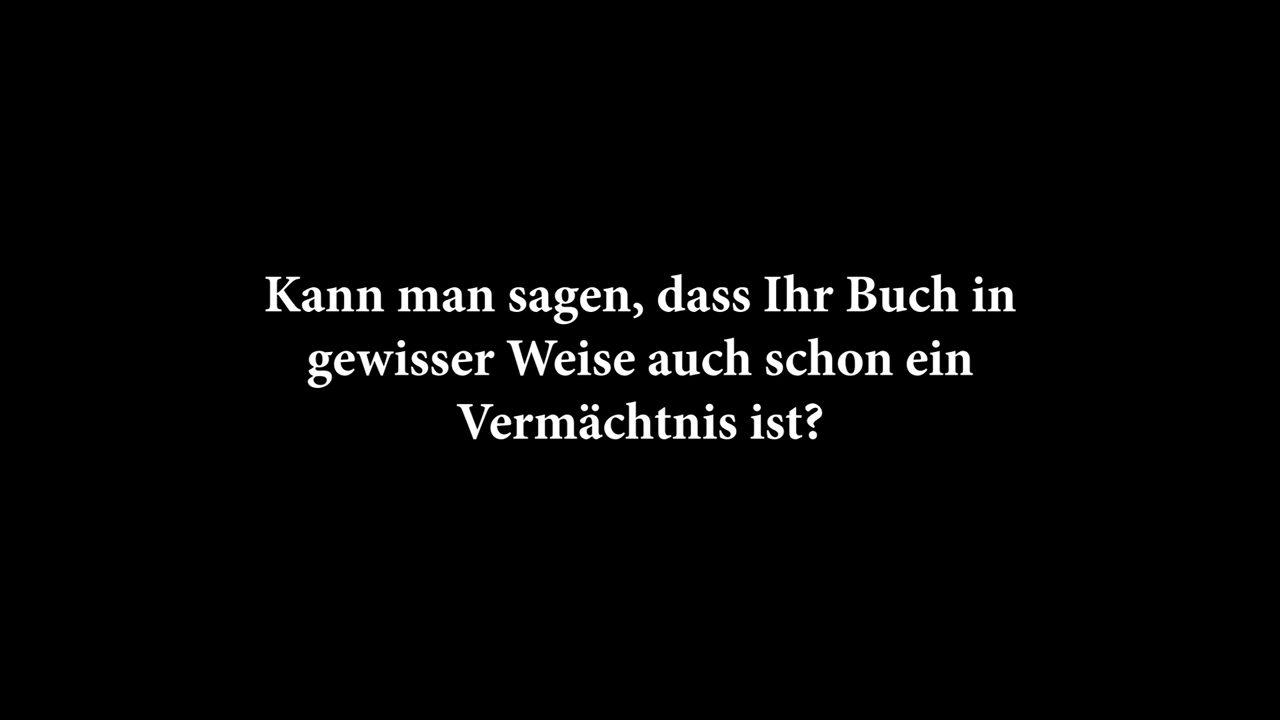 Kann man sagen, dass Ihr Buch in
gewisser Weise auch schon ein
Vermächtnis ist?